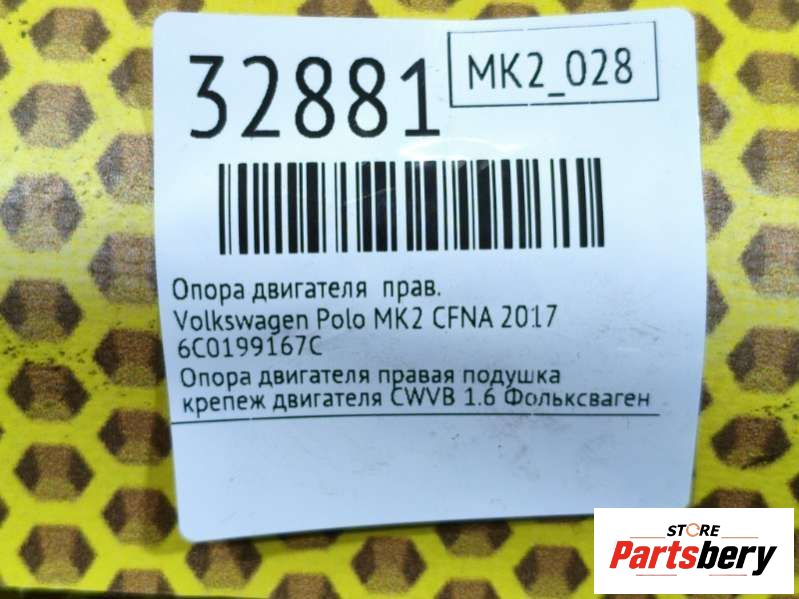 32881
MK2_028
Опора двигателя прав.
Volkswagen Polo MK2 CFNA 2017
6C0199167C
Опора двигателя правая подушка
крепеж двигателя CWVB 1.6 Фольксваген
STORE
Partsbery